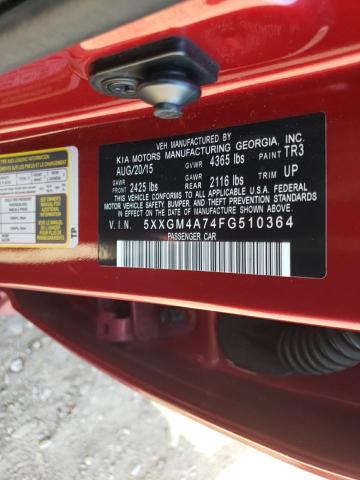 VEH. MANUFACTURED BY
KIA MOTORS MANUFACTURING GEORGIA, INC.
AUG/20/15 GVWR 4365 lbs PAINT TR3
GAWR FRONT 2425 lbs GAWR REAR 2116 lbs TRIM UP
THIS VEHICLE CONFORMS TO ALL APPLICABLE U.S.A. FEDERAL
MOTOR VEHICLE SAFETY, BUMPER, AND THEFT PREVENTION
STANDARDS IN EFFECT ON THE DATE OF MANUFACTURE SHOWN ABOVE.
V.I.N. 5XXGM4A74FG510364
PASSENGER CAR
TP